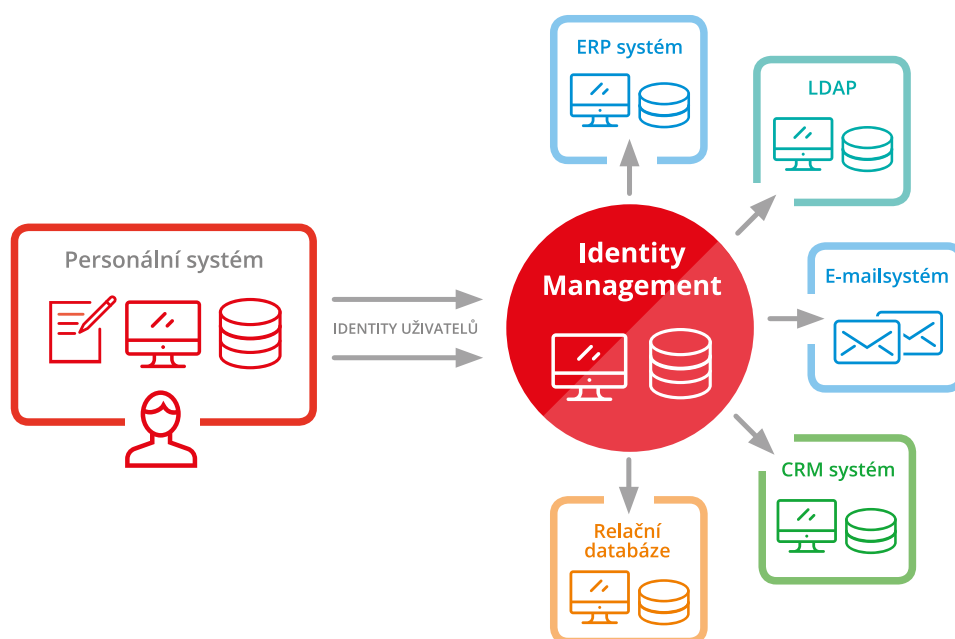 ERP systém
LDAP
Personální systém
IDENTITY UŽIVATELŮ
Identity
Management
E-mailsystém
CRM systém
Relační
databáze